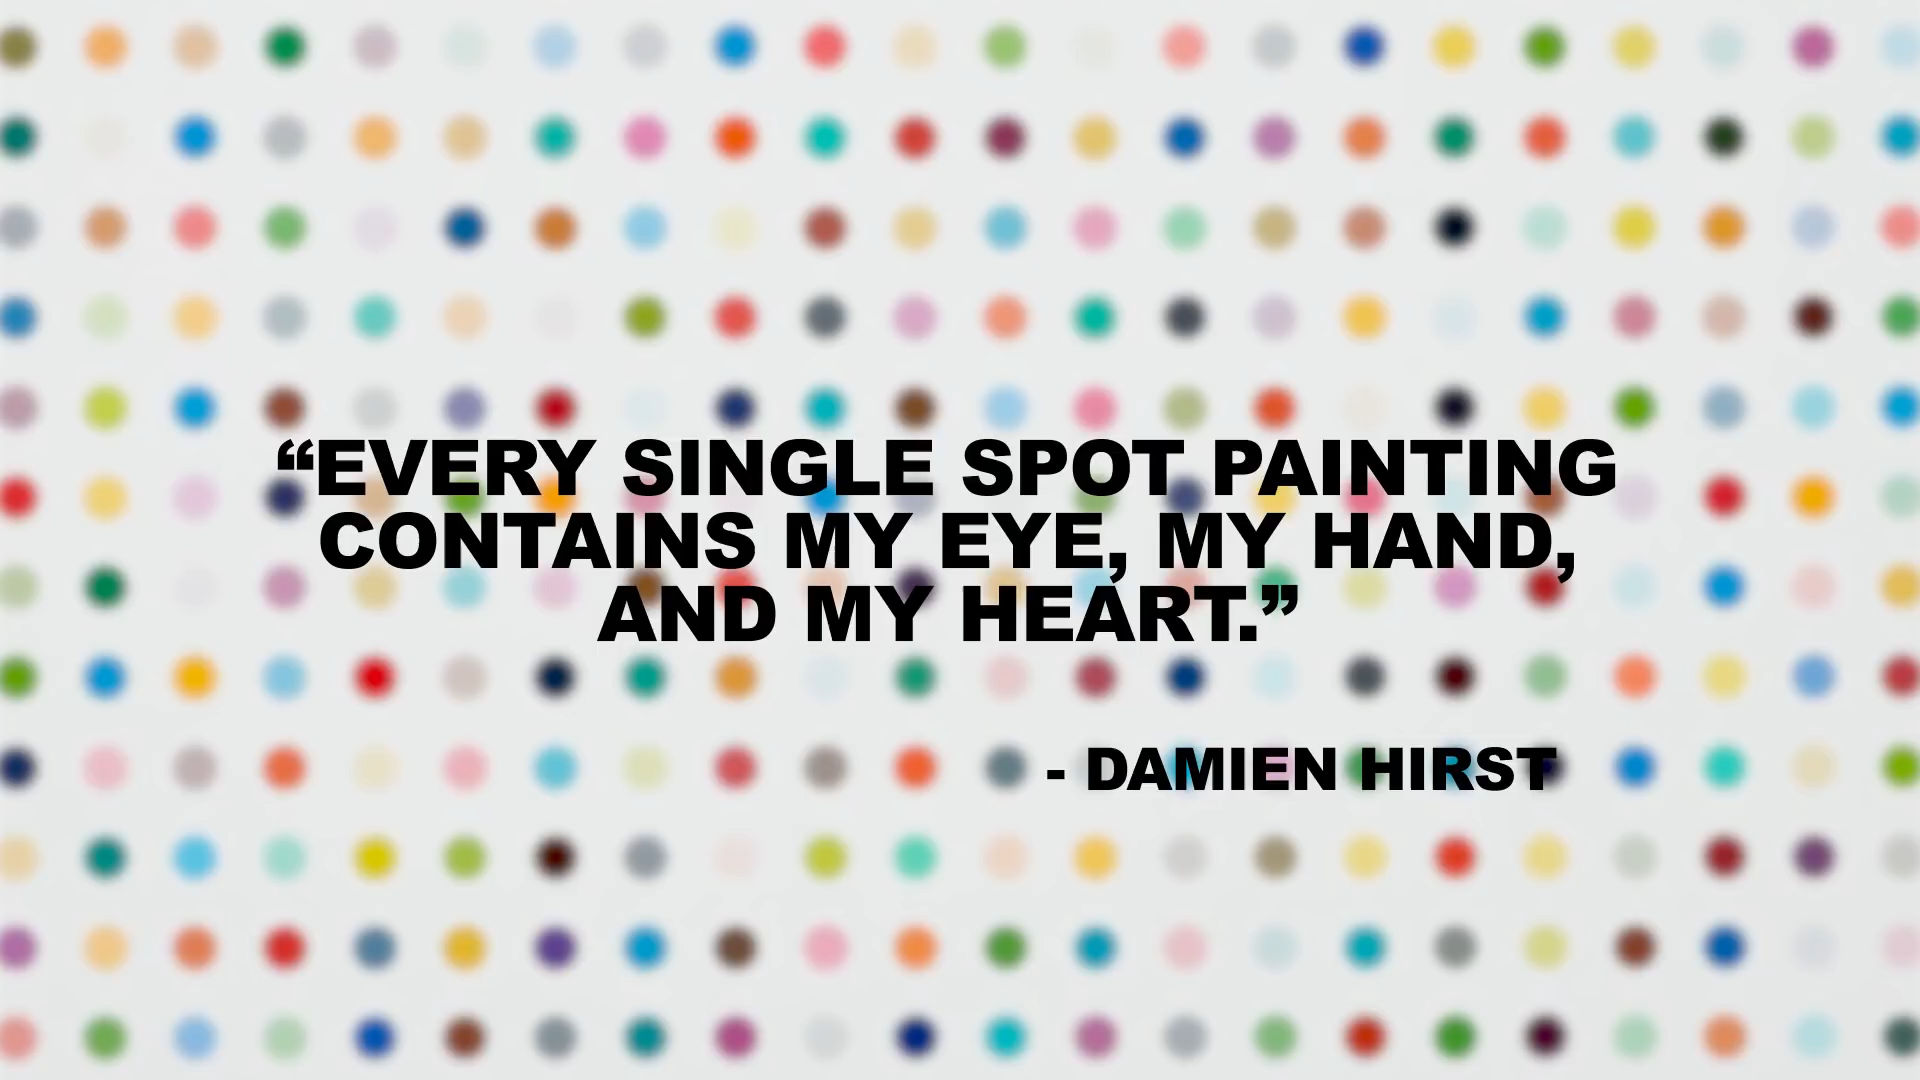 “EVERY SINGLE SPOT PAINTING
CONTAINS MY EYE, MY HAND,
AND MY HEART.”
- DAMIEN HIRST